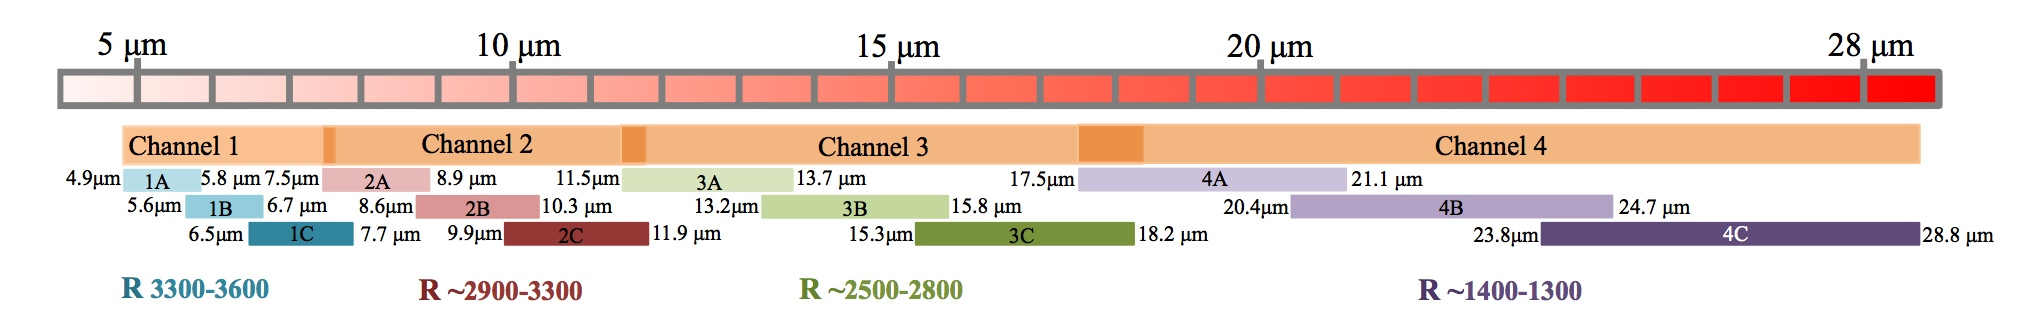 5 μm 10 μm 15 μm 20 μm 28 μm
Channel 1 Channel 2 Channel 3 Channel 4
4.9μm 1A 5.8 μm 7.5μm 2A 8.9 μm 11.5μm 3A 13.7 μm 17.5μm 4A 21.1 μm
5.6μm 1B 6.7 μm 8.6μm 2B 10.3 μm 13.2μm 3B 15.8 μm 20.4μm 4B 24.7 μm
6.5μm 1C 7.7 μm 9.9μm 2C 11.9 μm 15.3μm 3C 18.2 μm 23.8μm 4C 28.8 μm
R 3300-3600 R ~2900-3300 R ~2500-2800 R ~1400-1300